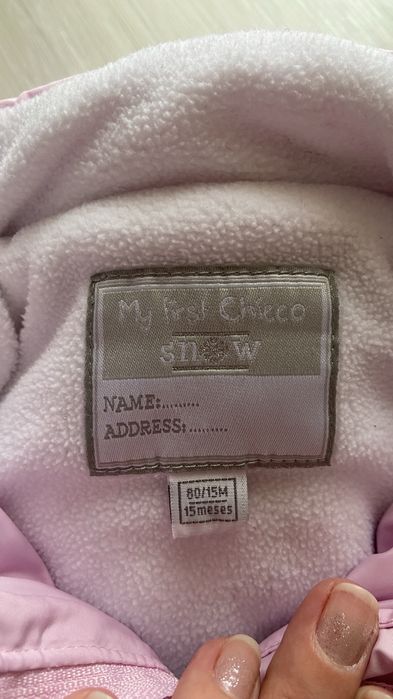 My first Chicco
snow
NAME:..........
ADDRESS:.........
80/15M
15meses